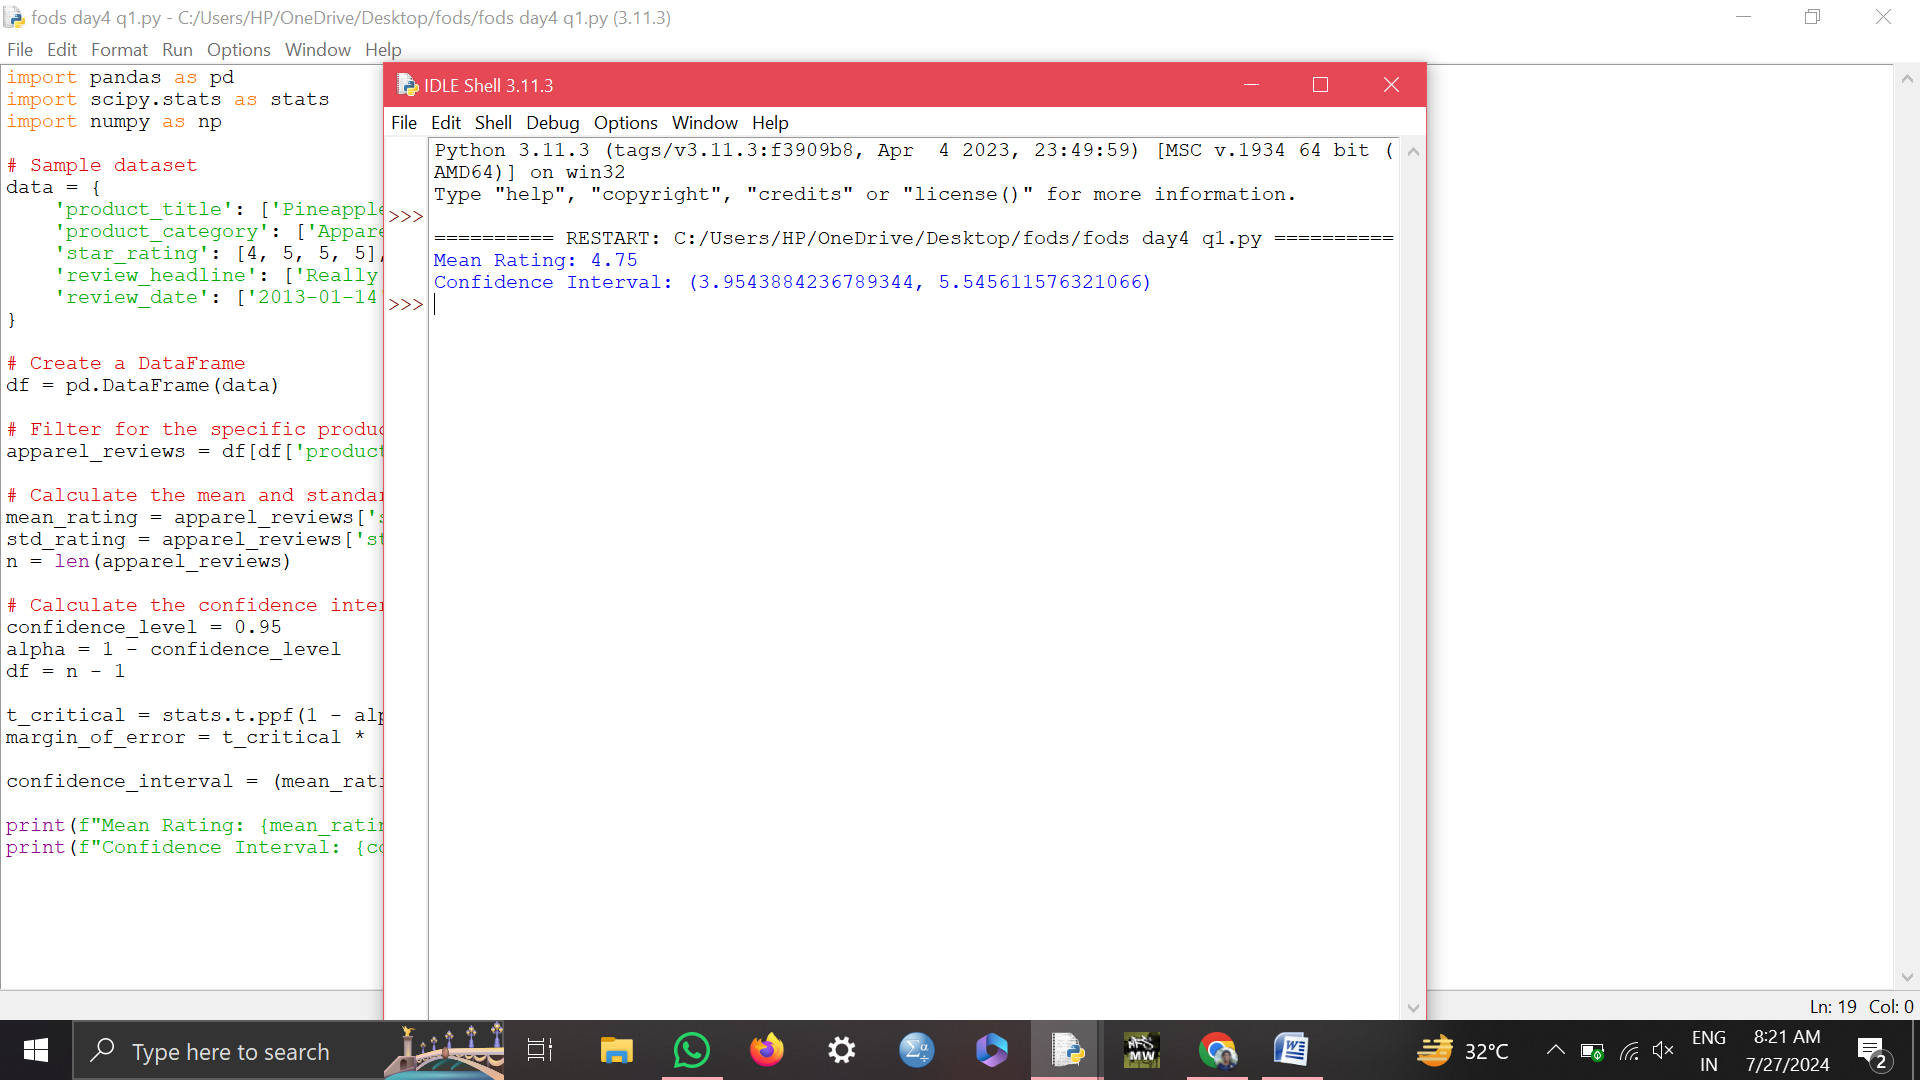 fods day4 q1.py - C:/Users/HP/OneDrive/Desktop/fods/fods day4 q1.py (3.11.3)
File Edit Format Run Options Window Help
import pandas as pd
import scipy.stats as stats
import numpy as np
# Sample dataset
data = {
'product_title': ['Pineapple
'product_category': ['Appare
'star_rating': [4, 5, 5, 5],
'review_headline': ['Really
'review_date': ['2013-01-14'
}
# Create a DataFrame
df = pd.DataFrame(data)
# Filter for the specific produc
apparel_reviews = df[df['product
# Calculate the mean and standar
mean_rating = apparel_reviews['s
std_rating = apparel_reviews['st
n = len(apparel_reviews)
# Calculate the confidence inter
confidence_level = 0.95
alpha = 1 - confidence_level
df = n - 1
t_critical = stats.t.ppf(1 - alp
margin_of_error = t_critical *
confidence_interval = (mean_rati
print(f"Mean Rating: {mean_ratin
print(f"Confidence Interval: {co
IDLE Shell 3.11.3
File Edit Shell Debug Options Window Help
Python 3.11.3 (tags/v3.11.3:f3909b8, Apr  4 2023, 23:49:59) [MSC v.1934 64 bit (
AMD64)] on win32
Type "help", "copyright", "credits" or "license()" for more information.
>>>
========== RESTART: C:/Users/HP/OneDrive/Desktop/fods/fods day4 q1.py ==========
Mean Rating: 4.75
Confidence Interval: (3.9543884236789344, 5.545611576321066)
>>>
Ln: 19 Col: 0
Type here to search
MW
32°C
ENG
IN
8:21 AM
7/27/2024
2